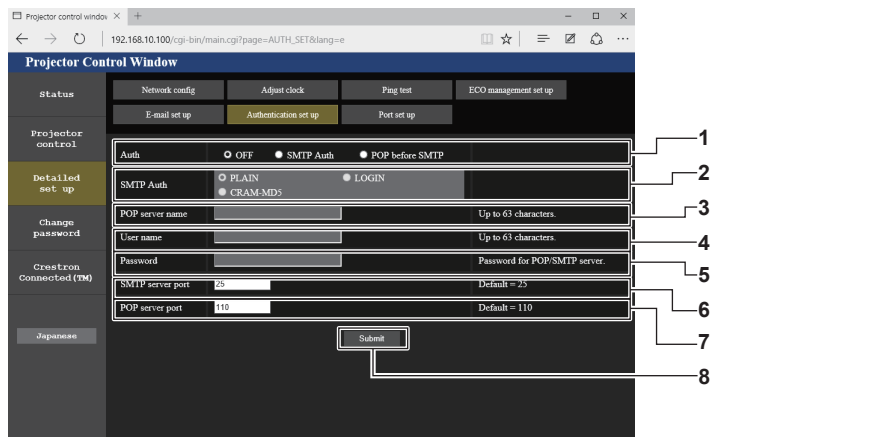 Projector control window
192.168.10.100/cgi-bin/main.cgi?page=AUTH_SET&lang=e
Projector Control Window
Status
Network config
Adjust clock
Ping test
ECO management set up
E-mail set up
Authentication set up
Port set up
Projector
control
Detailed
set up
Change
password
Crestron
Connected(TM)
Japanese
Auth
OFF
SMTP Auth
POP before SMTP
1
SMTP Auth
PLAIN
LOGIN
CRAM-MD5
2
POP server name
Up to 63 characters.
3
User name
Up to 63 characters.
4
Password
Password for POP/SMTP server.
5
SMTP server port
25
Default = 25
6
POP server port
110
Default = 110
7
Submit
8